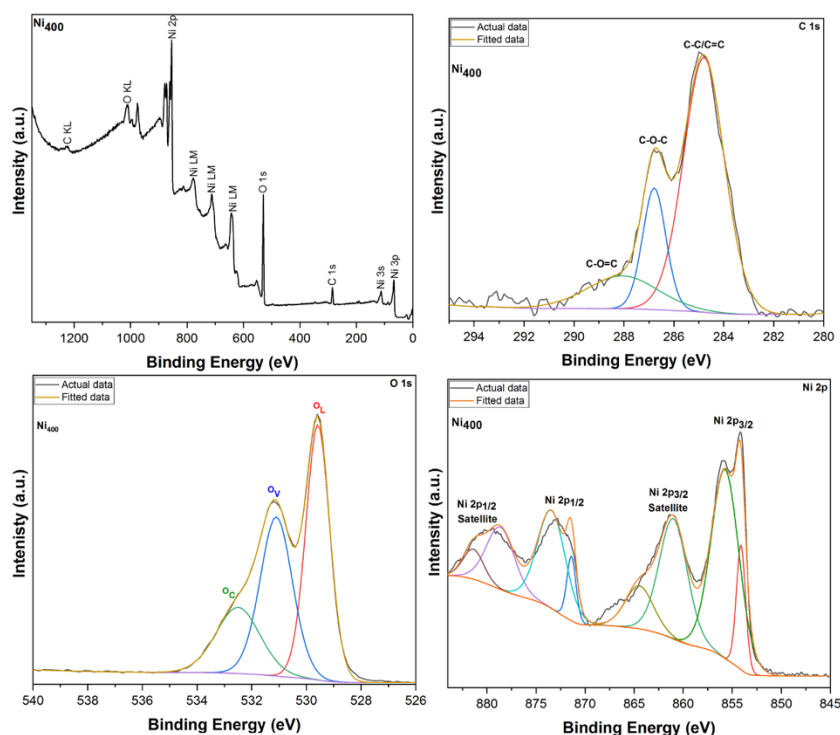 Ni400
Ni 2p
O KL
C KL
Ni LM
Ni LM
Ni LM
O 1s
C 1s
Ni 3s
Ni 3p
Intensity (a.u.)
1200 1000 800 600 400 200 0
Binding Energy (eV)
Actual data
Fitted data
C 1s
Ni400
C-C/C=C
C-O-C
C-O=C
Intensity (a.u.)
294 292 290 288 286 284 282 280
Binding Energy (eV)
Actual data
Fitted data
O 1s
Ni400
OL
OV
OC
Intenisty (a.u.)
540 538 536 534 532 530 528 526
Binding Energy (eV)
Actual data
Fitted data
Ni 2p
Ni400
Ni 2p3/2
Ni 2p1/2
Satellite
Ni 2p1/2
Ni 2p3/2
Satellite
Intensity (a.u.)
880 875 870 865 860 855 850 845
Binding Energy (eV)